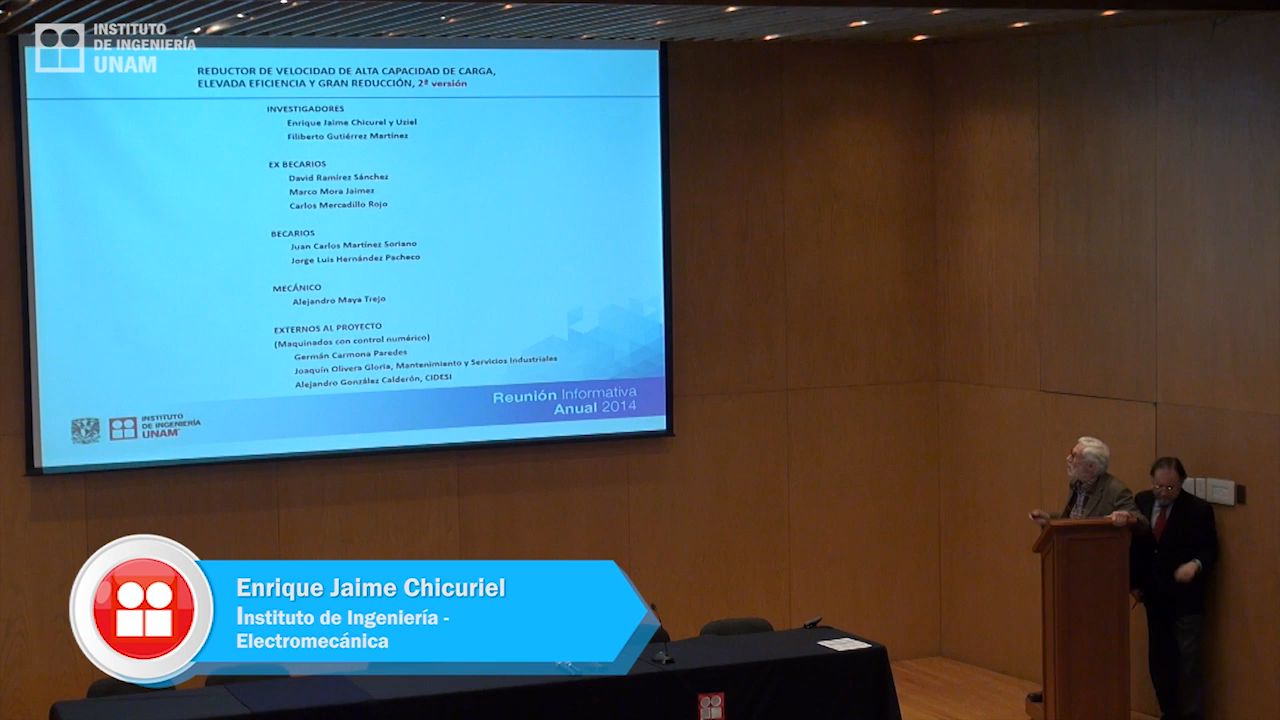 INSTITUTO
DE INGENIERÍA
UNAM
REDUCTOR DE VELOCIDAD DE ALTA CAPACIDAD DE CARGA,
ELEVADA EFICIENCIA Y GRAN REDUCCIÓN, 2ª versión
INVESTIGADORES
Enrique Jaime Chicurel y Uziel
Filiberto Gutiérrez Martínez
EX BECARIOS
David Ramírez Sánchez
Marco Mora Jaimez
Carlos Mercadillo Rojo
BECARIOS
Juan Carlos Martínez Soriano
Jorge Luis Hernández Pacheco
MECÁNICO
Alejandro Maya Trejo
EXTERNOS AL PROYECTO
(Maquinados con control numérico)
Germán Carmona Paredes
Joaquín Olivera Gloria, Mantenimiento y Servicios Industriales
Alejandro González Calderón, CIDESI
Reunión Informativa
Anual 2014
INSTITUTO
DE INGENIERÍA
UNAM
Enrique Jaime Chicuriel
Instituto de Ingeniería -
Electromecánica